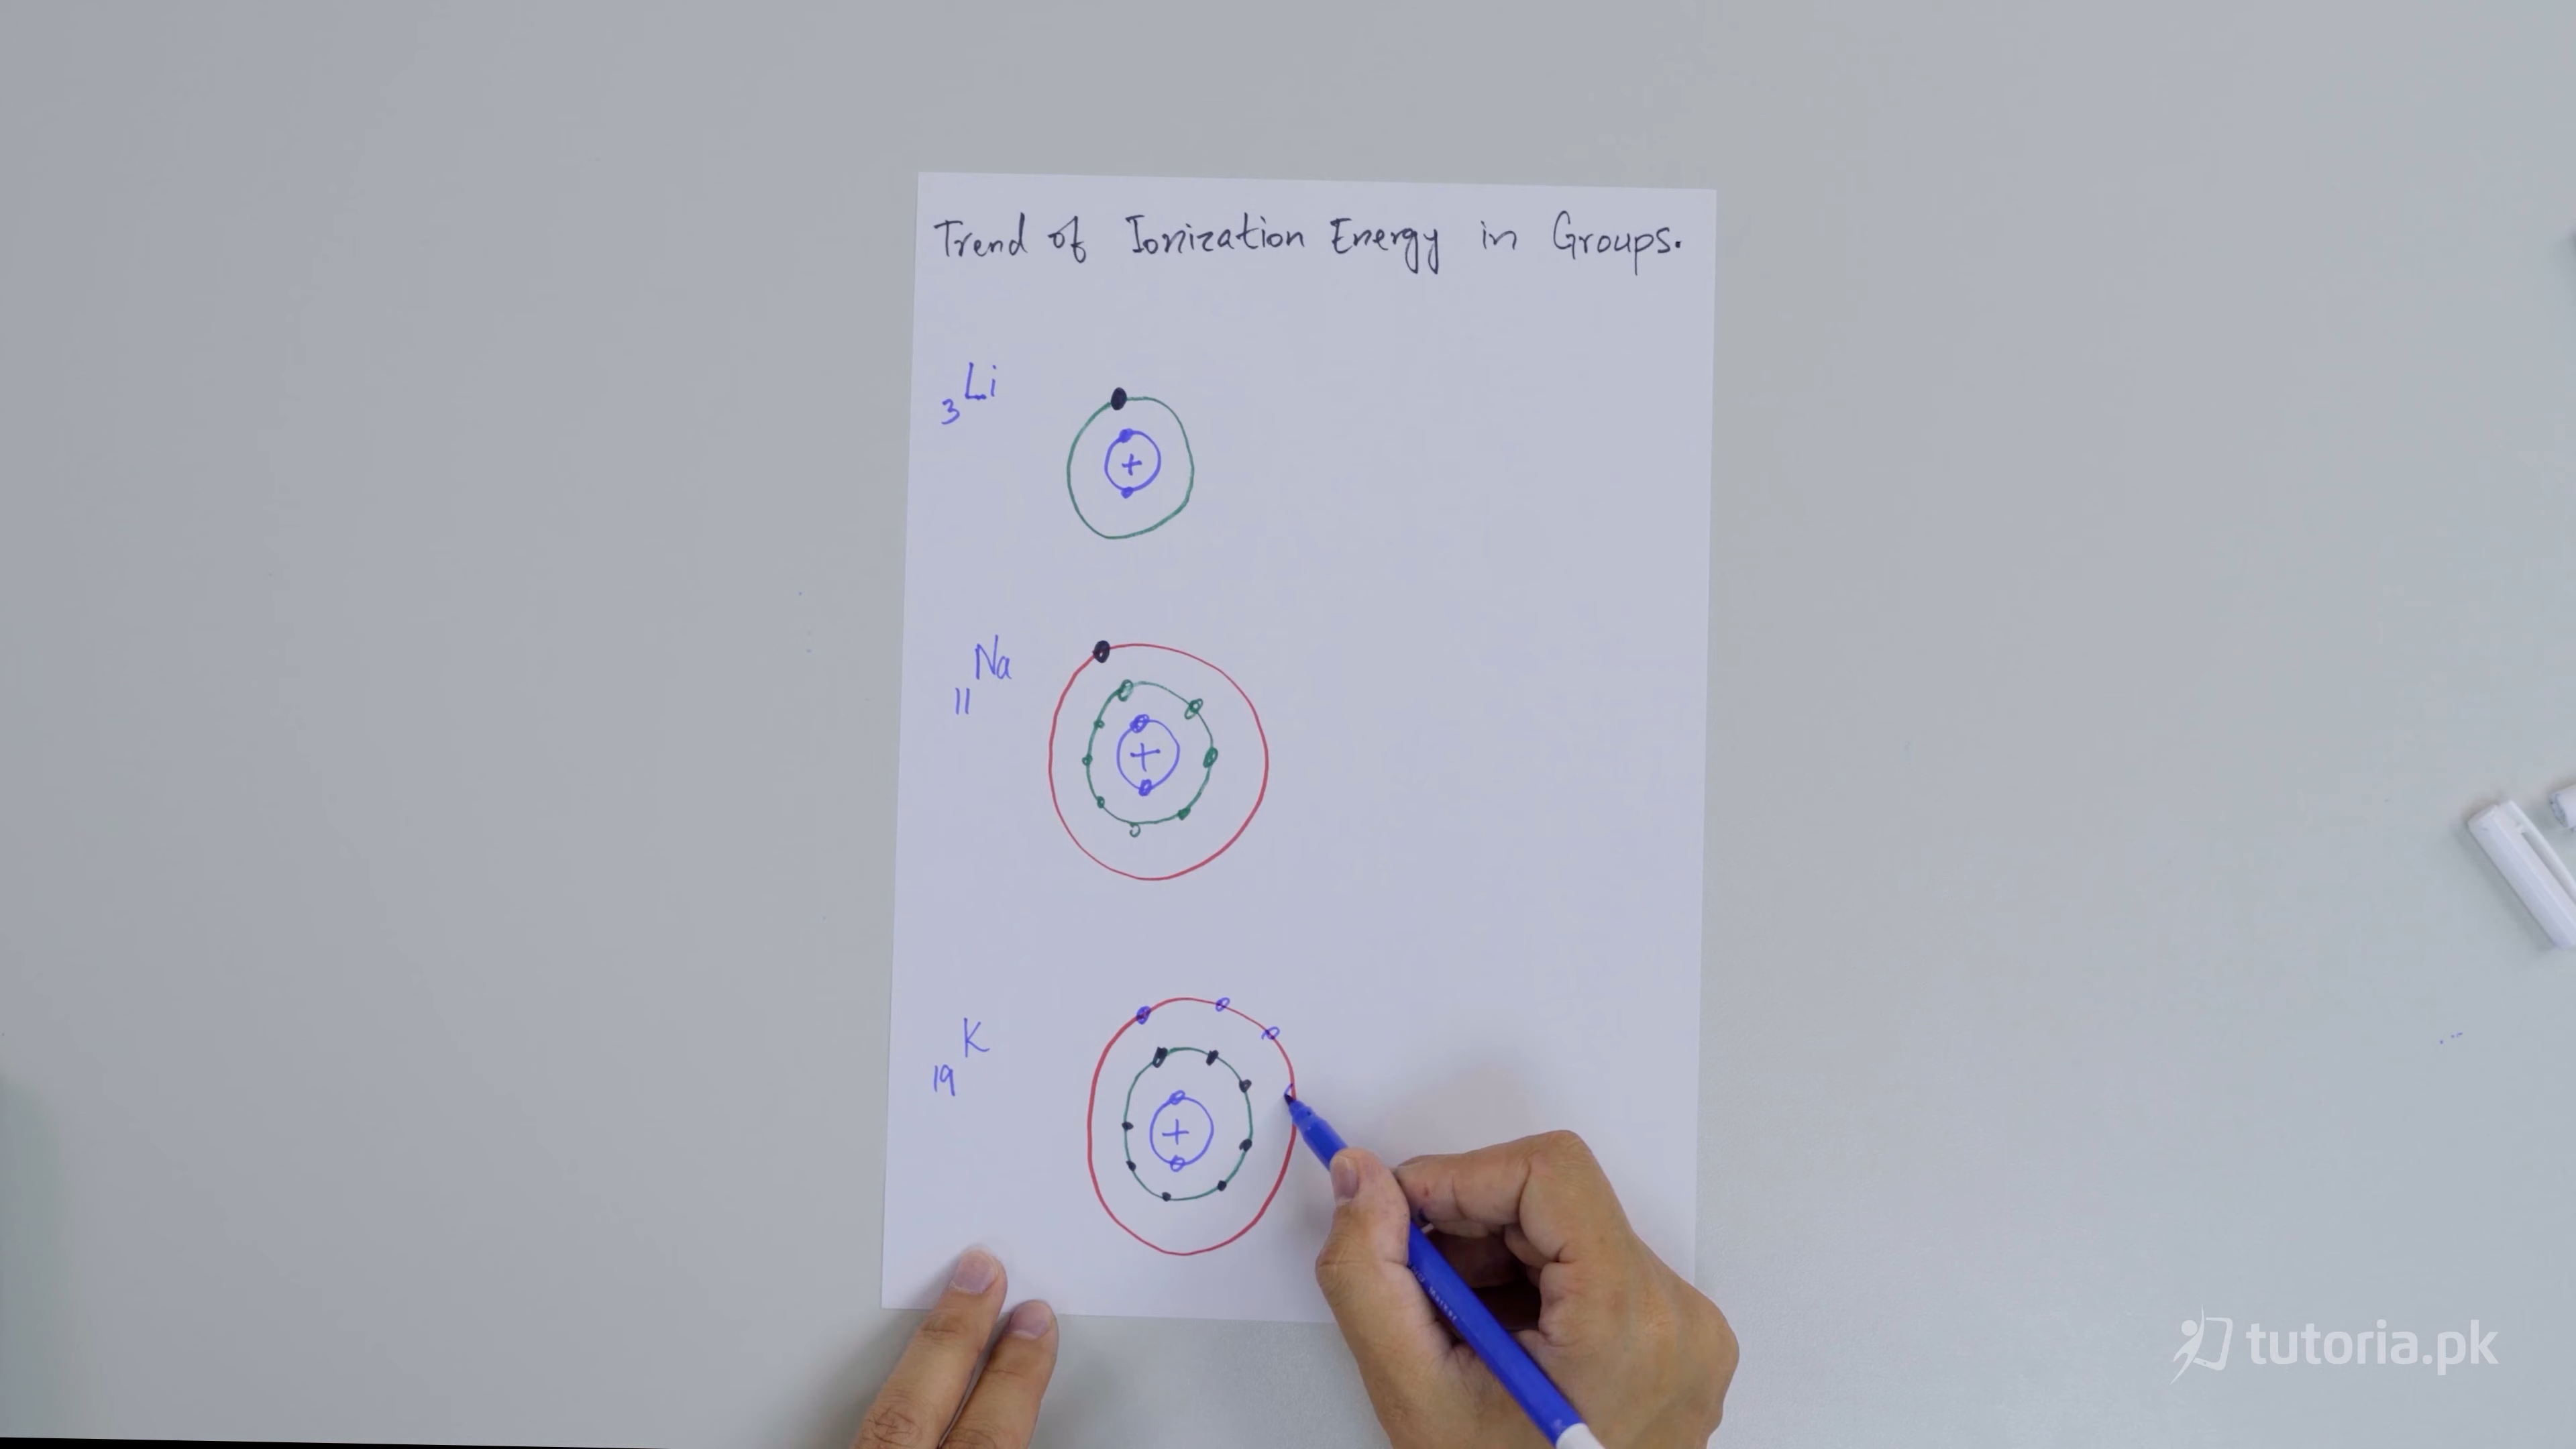 Trend of Ionization Energy in Groups.
3Li
+
11Na
+
19K
+
tutoria.pk